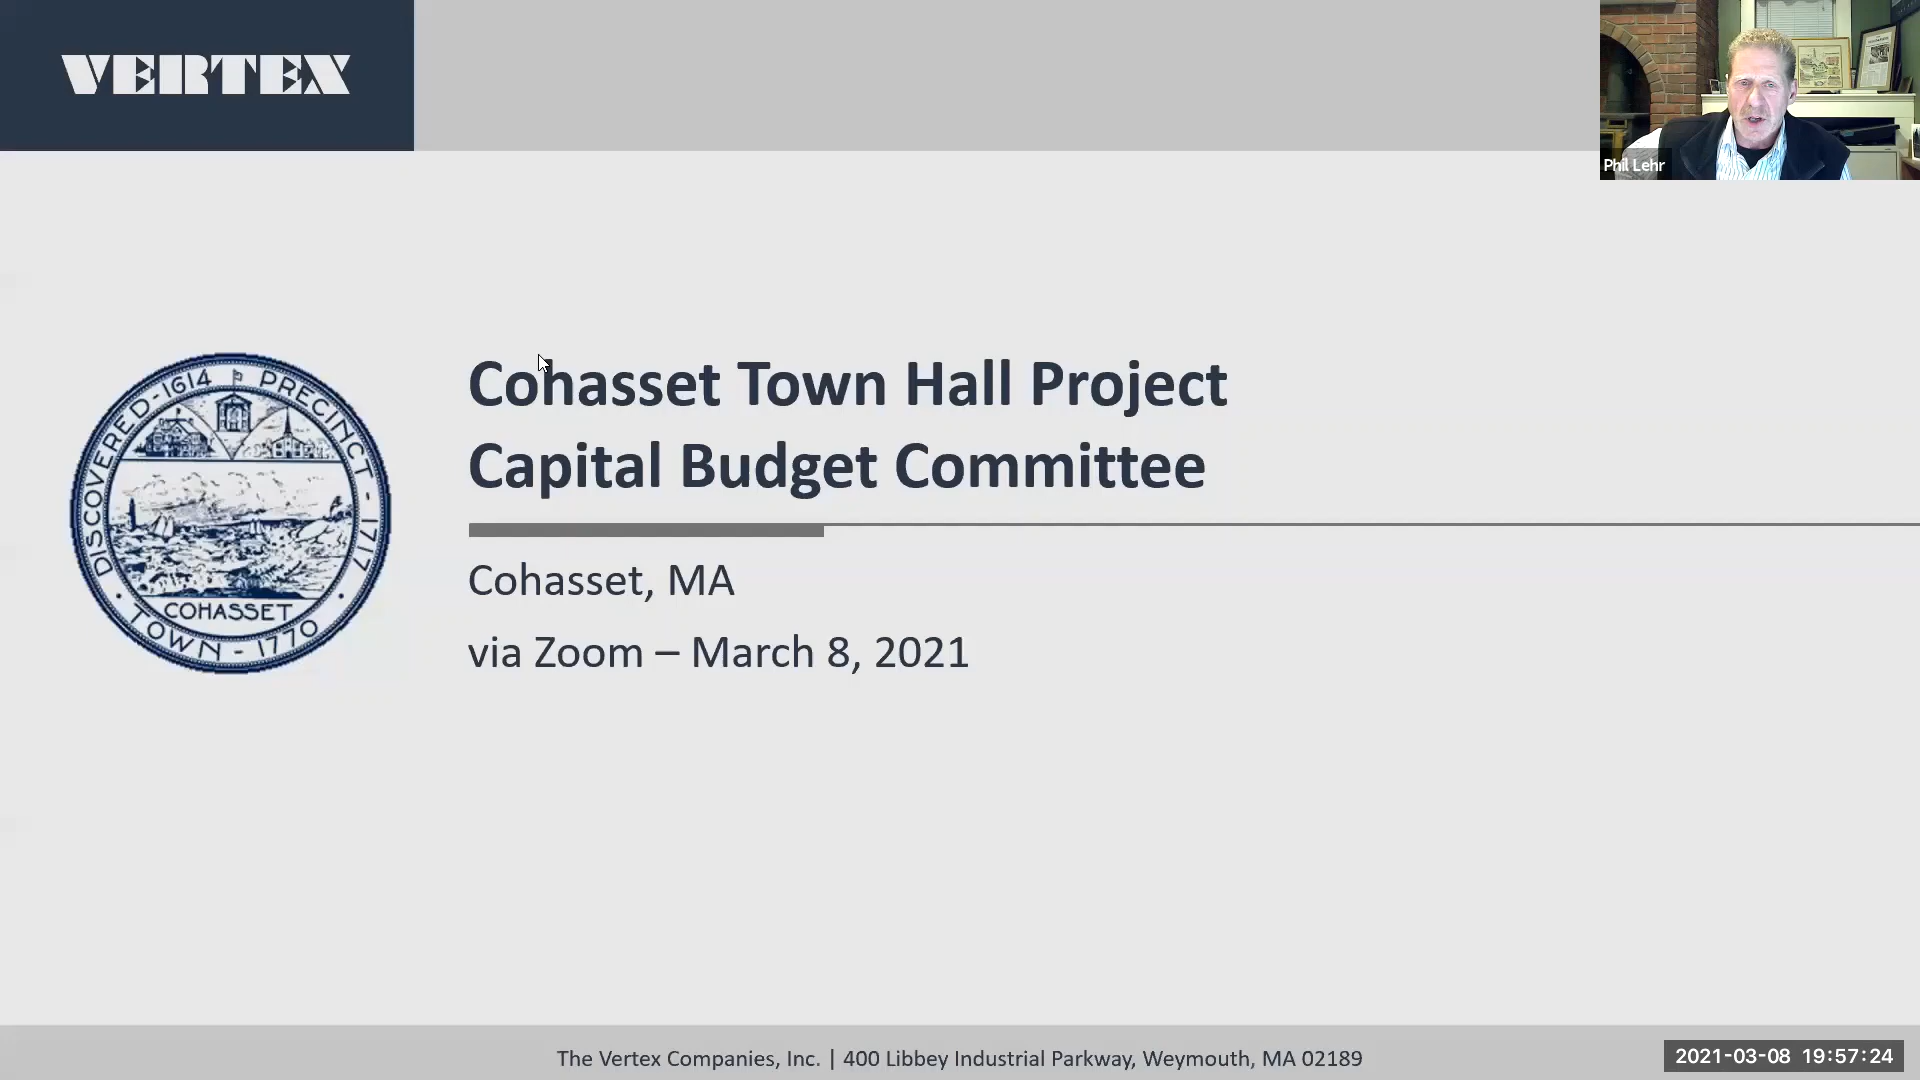 VERTEX
Phil Lehr
DISCOVERED-1614 PRECINCT-1717
COHASSET
TOWN-1770
Cohasset Town Hall Project
Capital Budget Committee
Cohasset, MA
via Zoom – March 8, 2021
The Vertex Companies, Inc. | 400 Libbey Industrial Parkway, Weymouth, MA 02189
2021-03-08 19:57:24